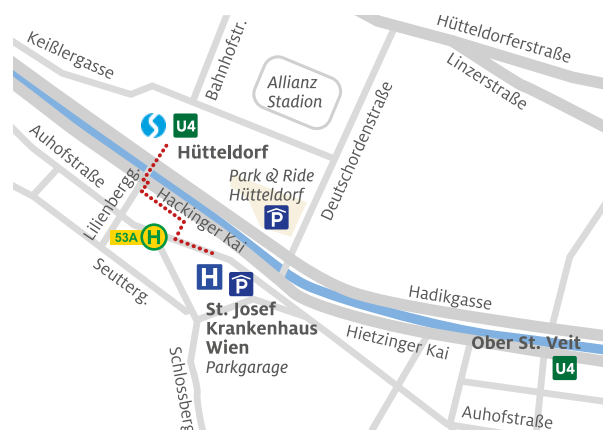 Hütteldorferstraße
Linzerstraße
Keißlergasse
Bahnhofstr.
Allianz
Stadion
Deutschordenstraße
U4
Hütteldorf
Auhofstraße
Park & Ride
Hütteldorf
P
Lilienbergg.
Hackinger Kai
53A H
Seutterg.
H P
St. Josef
Krankenhaus
Wien
Parkgarage
Hadikgasse
Hietzinger Kai
Ober St. Veit
U4
Schlossberg
Auhofstraße